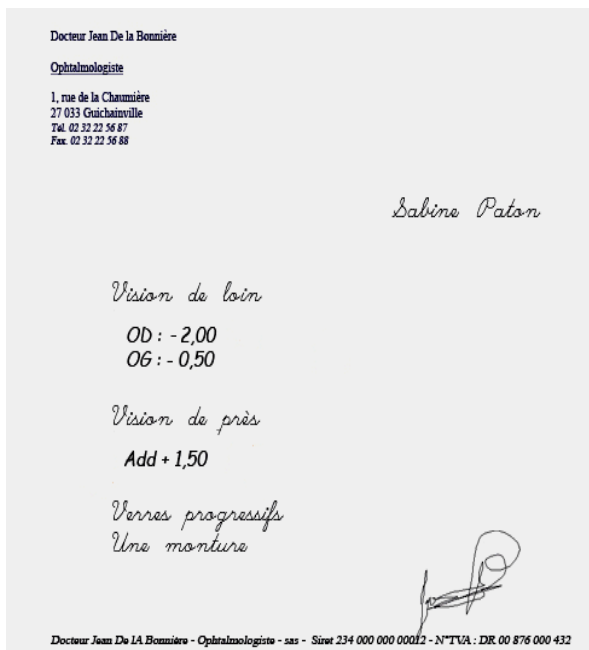 Docteur Jean De la Bonnière
Ophtalmologiste
1, rue de la Chaumière
27 033 Guichainville
Tél. 02 32 22 56 87
Fax. 02 32 22 56 88
Sabine Paton
Vision de loin
OD : - 2,00
OG : - 0,50
Vision de près
Add + 1,50
Verres progressifs
Une monture
Docteur Jean De lA Bonnière - Ophtalmologiste - sas - Siret 234 000 000 00012 - N°TVA : DR 00 876 000 432